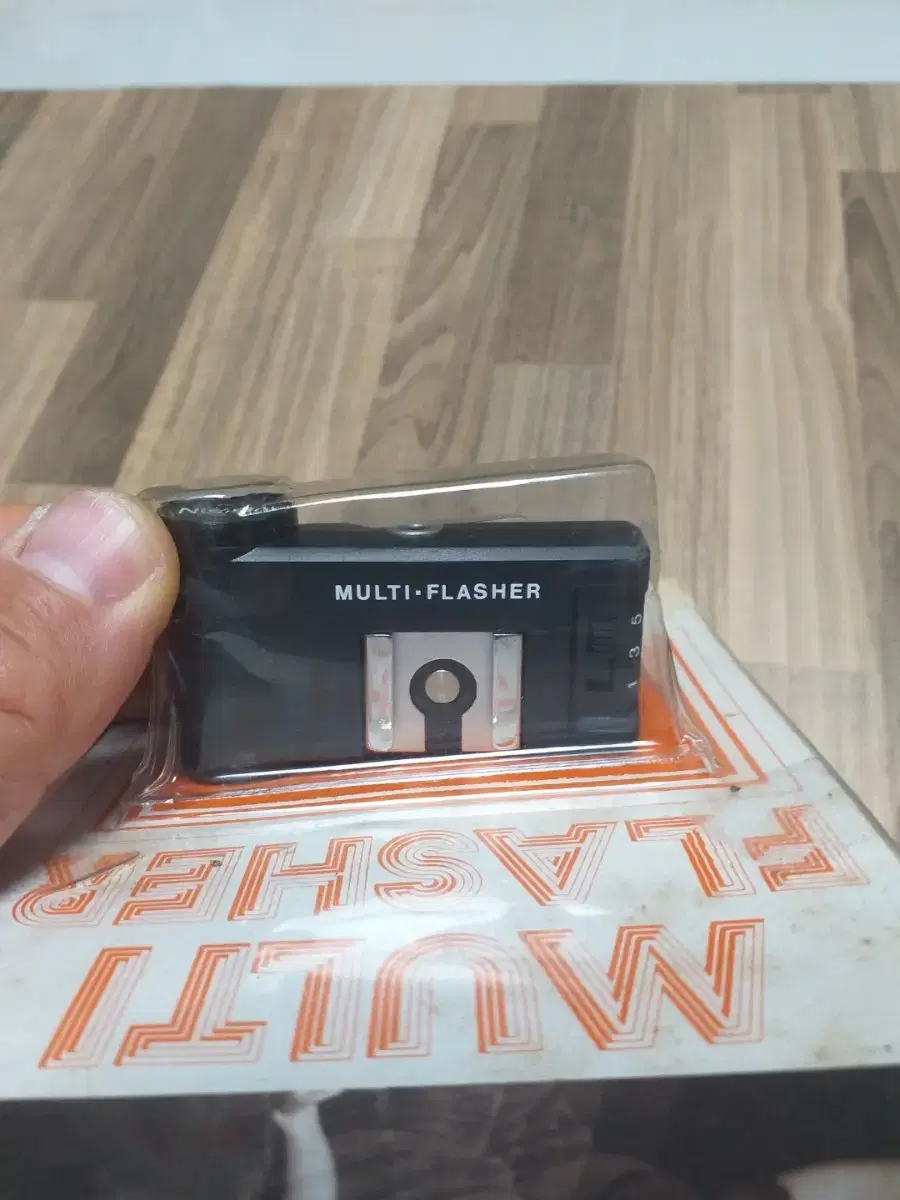 MULTI·FLASHER
1 3 5
MULTI
FLASHER